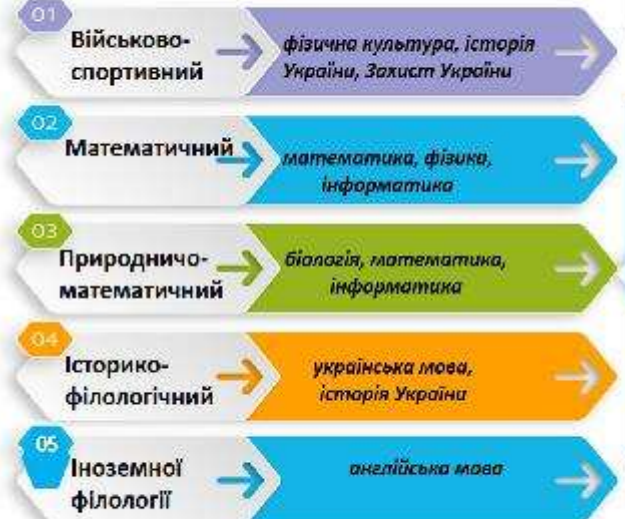 01
Військово-
спортивний
фізична культура, історія
України, Захист України
02
Математичний
математика, фізика,
інформатика
03
Природничо-
математичний
біологія, математика,
інформатика
04
Історико-
філологічний
українська мова,
історія України
05
Іноземної
філології
англійська мова